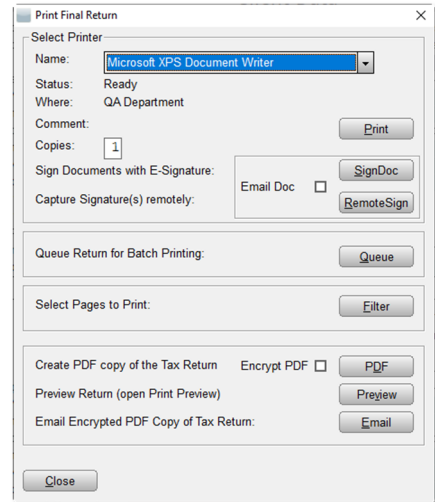 Print Final Return
Select Printer
Name: Microsoft XPS Document Writer
Status: Ready
Where: QA Department
Comment:
Print
Copies: 1
Sign Documents with E-Signature: Email Doc SignDoc
Capture Signature(s) remotely: RemoteSign
Queue Return for Batch Printing: Queue
Select Pages to Print: Filter
Create PDF copy of the Tax Return Encrypt PDF PDF
Preview Return (open Print Preview) Preview
Email Encrypted PDF Copy of Tax Return: Email
Close